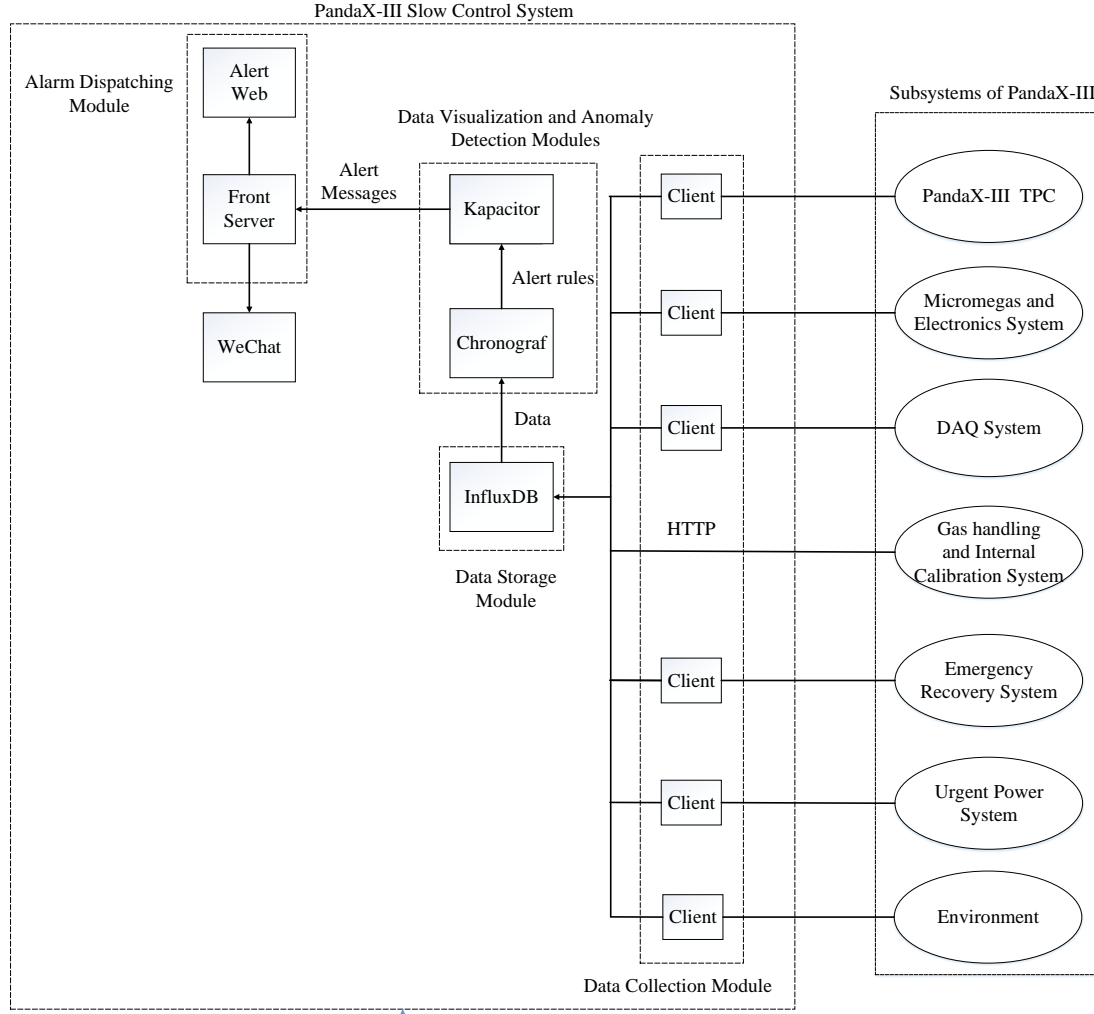 PandaX-III Slow Control System
Alarm Dispatching
Module
Alert
Web
Front
Server
WeChat
Alert
Messages
Data Visualization and Anomaly
Detection Modules
Kapacitor
Alert rules
Chronograf
Data
InfluxDB
Data Storage
Module
Client
Client
Client
HTTP
Client
Client
Client
Data Collection Module
Subsystems of PandaX-III
PandaX-III TPC
Micromegas and
Electronics System
DAQ System
Gas handling
and Internal
Calibration System
Emergency
Recovery System
Urgent Power
System
Environment